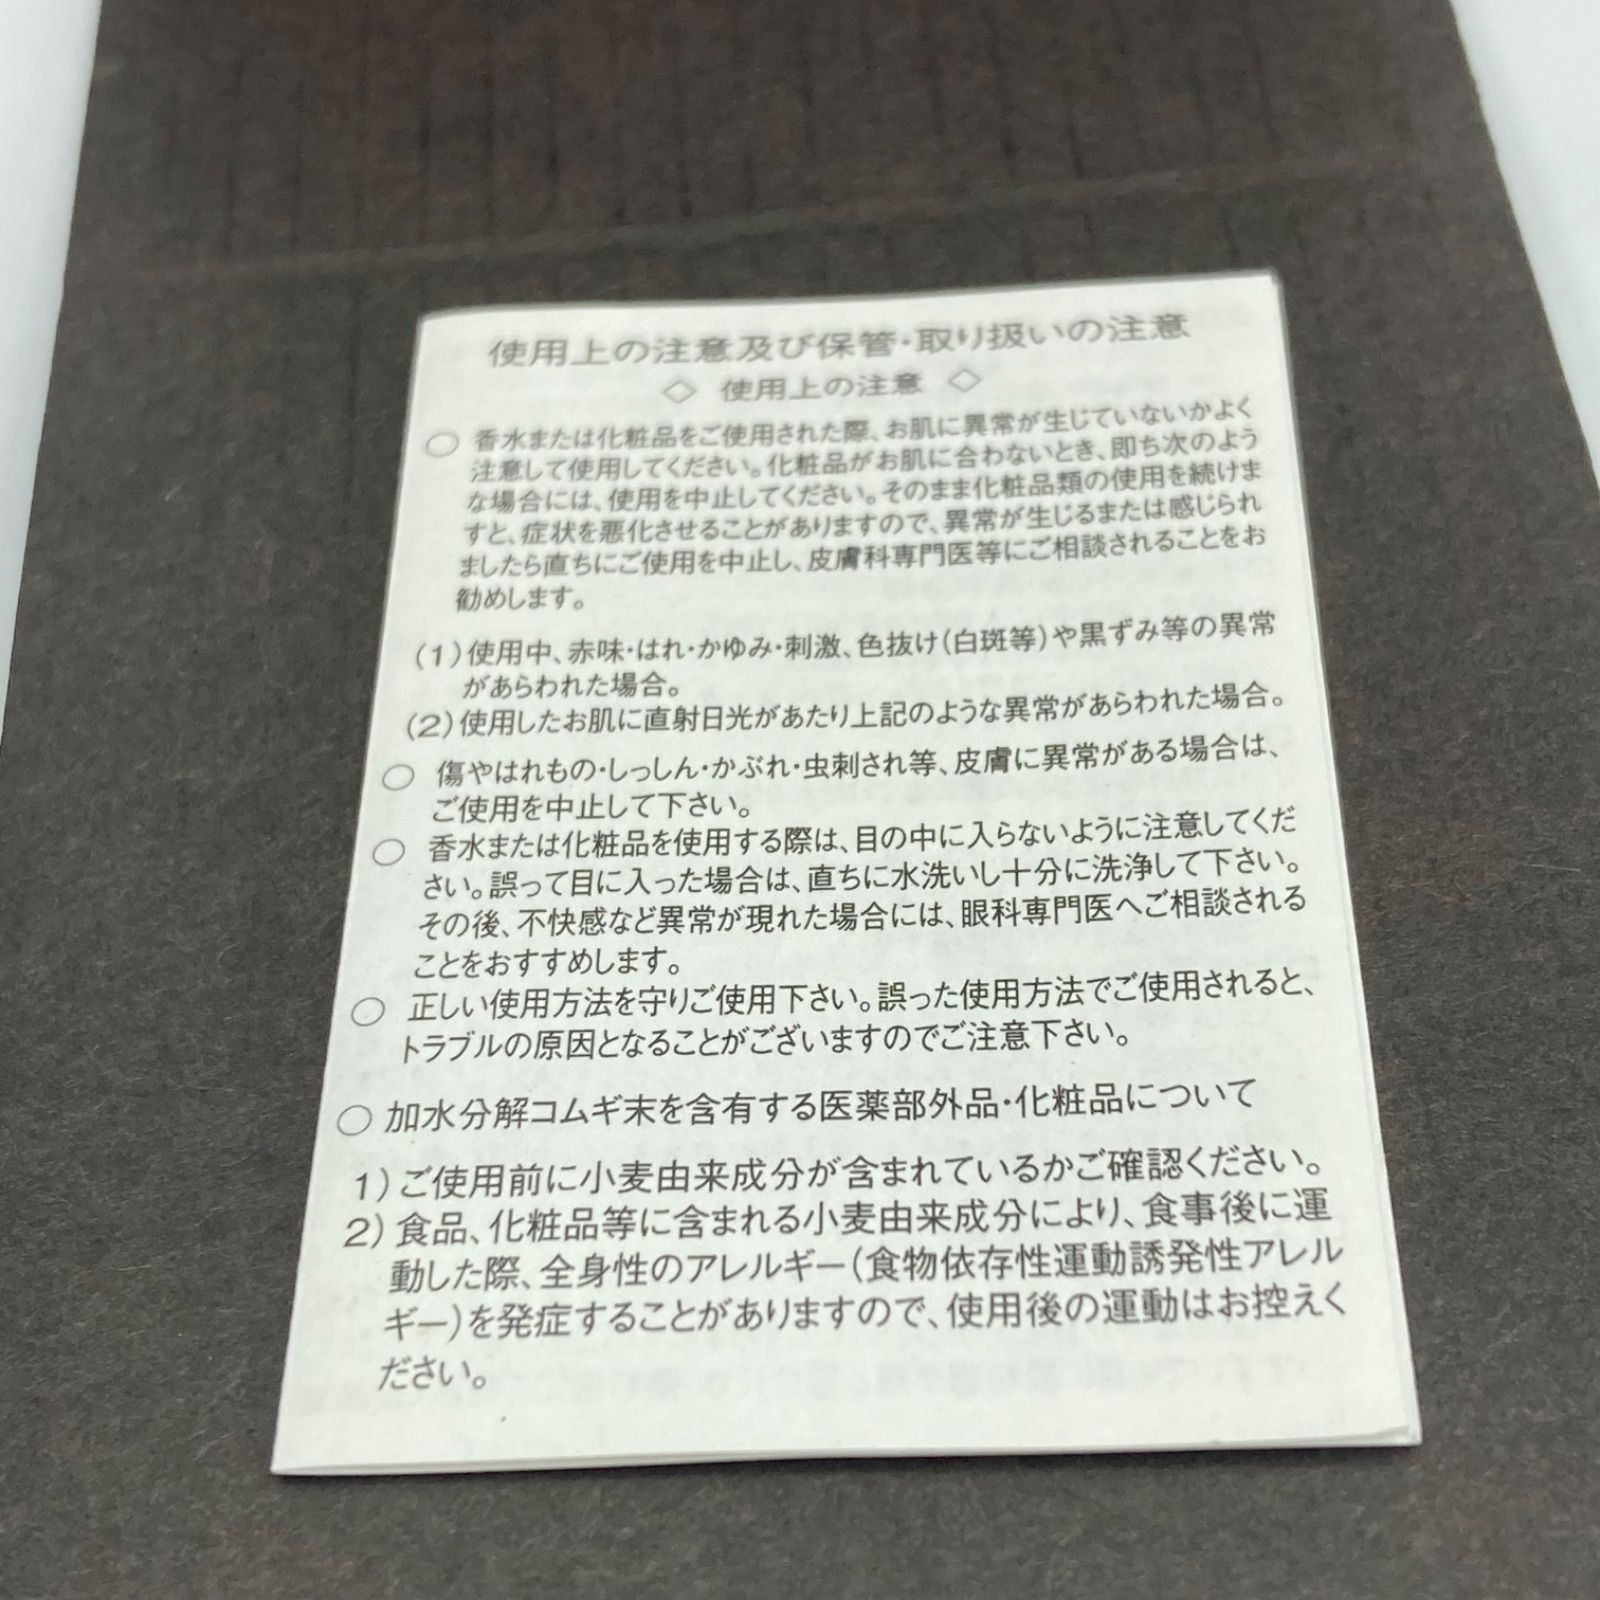 使用上の注意及び保管・取り扱いの注意
◇ 使用上の注意 ◇
○ 香水または化粧品をご使用された際、お肌に異常が生じていないかよく
注意して使用してください。化粧品がお肌に合わないとき、即ち次のよう
な場合には、使用を中止してください。そのまま化粧品類の使用を続けま
すと、症状を悪化させることがありますので、異常が生じるまたは感じられ
ましたら直ちにご使用を中止し、皮膚科専門医等にご相談されることをお
勧めします。
(1)使用中、赤味・はれ・かゆみ・刺激、色抜け(白斑等)や黒ずみ等の異常
があらわれた場合。
(2)使用したお肌に直射日光があたり上記のような異常があらわれた場合。
○ 傷やはれもの・しっしん・かぶれ・虫刺され等、皮膚に異常がある場合は、
ご使用を中止して下さい。
○ 香水または化粧品を使用する際は、目の中に入らないように注意してくだ
さい。誤って目に入った場合は、直ちに水洗いし十分に洗浄して下さい。
その後、不快感など異常が現れた場合には、眼科専門医へご相談される
ことをおすすめします。
○ 正しい使用方法を守りご使用下さい。誤った使用方法でご使用されると、
トラブルの原因となることがございますのでご注意下さい。
○ 加水分解コムギ末を含有する医薬部外品・化粧品について
1)ご使用前に小麦由来成分が含まれているかご確認ください。
2)食品、化粧品等に含まれる小麦由来成分により、食事後に運
動した際、全身性のアレルギー(食物依存性運動誘発性アレル
ギー)を発症することがありますので、使用後の運動はお控えく
ださい。